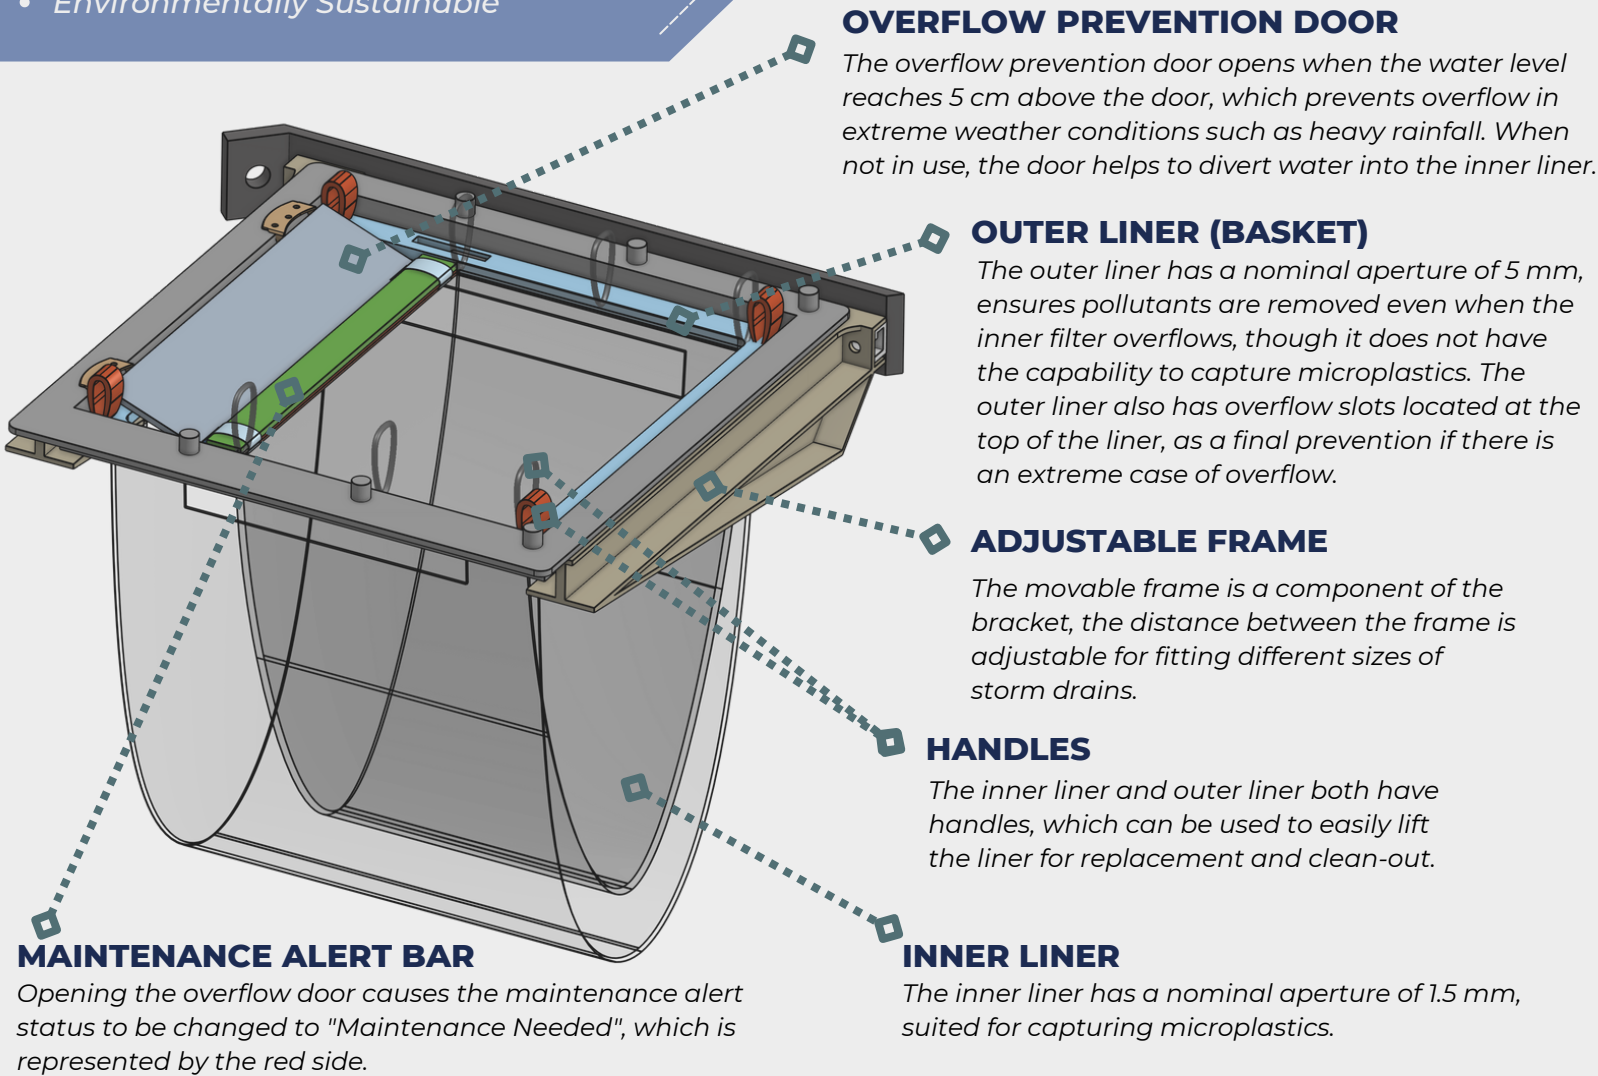 • Environmentally Sustainable
OVERFLOW PREVENTION DOOR
The overflow prevention door opens when the water level
reaches 5 cm above the door, which prevents overflow in
extreme weather conditions such as heavy rainfall. When
not in use, the door helps to divert water into the inner liner.
OUTER LINER (BASKET)
The outer liner has a nominal aperture of 5 mm,
ensures pollutants are removed even when the
inner filter overflows, though it does not have
the capability to capture microplastics. The
outer liner also has overflow slots located at the
top of the liner, as a final prevention if there is
an extreme case of overflow.
ADJUSTABLE FRAME
The movable frame is a component of the
bracket, the distance between the frame is
adjustable for fitting different sizes of
storm drains.
HANDLES
The inner liner and outer liner both have
handles, which can be used to easily lift
the liner for replacement and clean-out.
MAINTENANCE ALERT BAR
Opening the overflow door causes the maintenance alert
status to be changed to "Maintenance Needed", which is
represented by the red side.
INNER LINER
The inner liner has a nominal aperture of 1.5 mm,
suited for capturing microplastics.